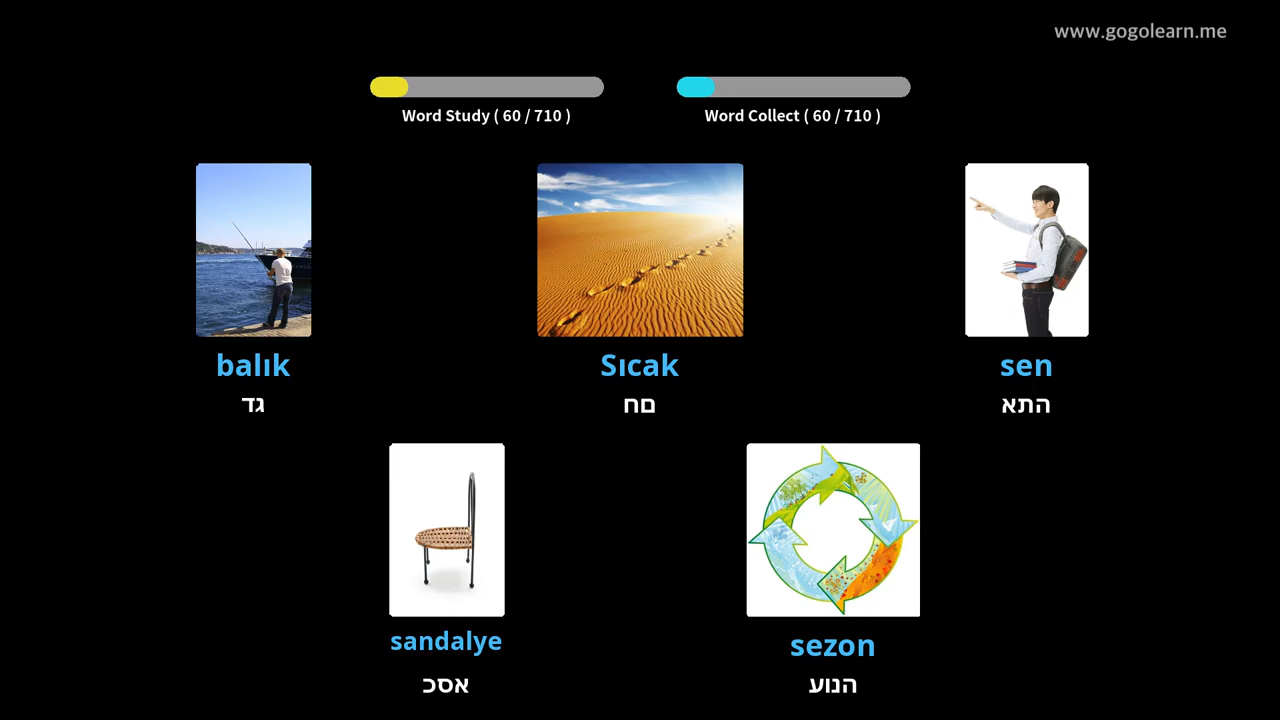 www.gogolearn.me
Word Study ( 60 / 710 )
Word Collect ( 60 / 710 )
balık
גד
Sıcak
םח
sen
התא
sandalye
אסכ
sezon
הנוע